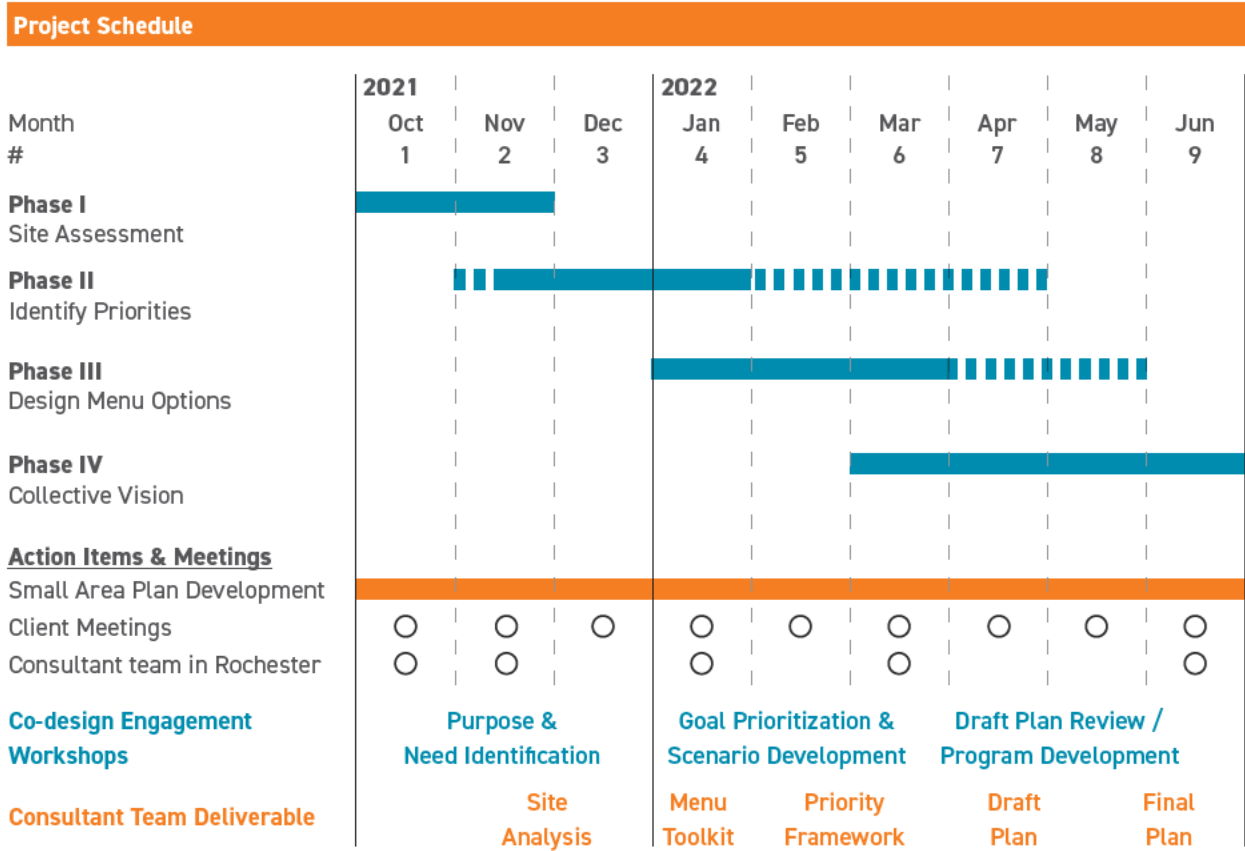 Project Schedule
2021 2022
Month Oct Nov Dec Jan Feb Mar Apr May Jun
# 1 2 3 4 5 6 7 8 9
Phase I
Site Assessment
Phase II
Identify Priorities
Phase III
Design Menu Options
Phase IV
Collective Vision
Action Items & Meetings
Small Area Plan Development
Client Meetings
Consultant team in Rochester
Co-design Engagement Purpose & Goal Prioritization & Draft Plan Review /
Workshops Need Identification Scenario Development Program Development
Consultant Team Deliverable
Site Menu Priority Draft Final
Analysis Toolkit Framework Plan Plan